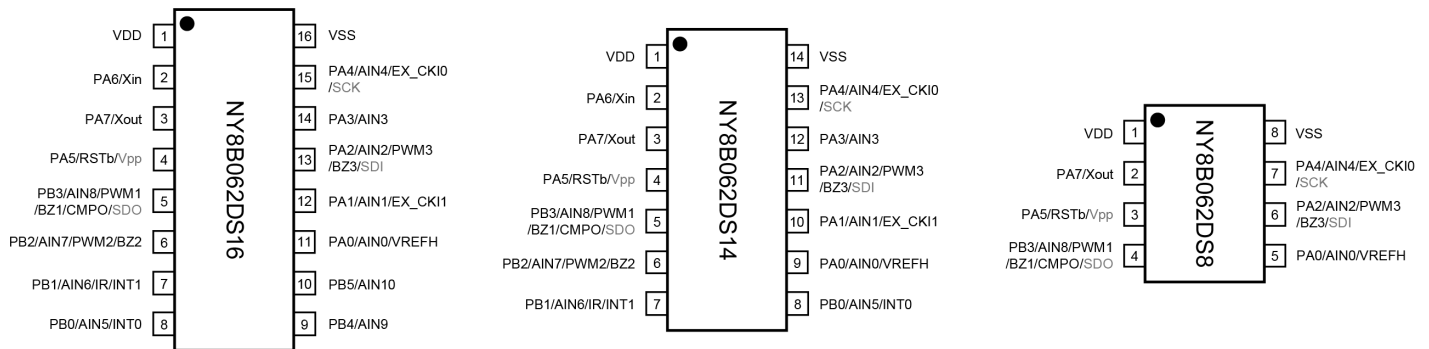 VDD 1
PA6/Xin 2
PA7/Xout 3
PA5/RSTb/Vpp 4
PB3/AIN8/PWM1
/BZ1/CMPO/SDO 5
PB2/AIN7/PWM2/BZ2 6
PB1/AIN6/IR/INT1 7
PB0/AIN5/INT0 8
NY8B062DS16
16 VSS
15 PA4/AIN4/EX_CKI0
/SCK
14 PA3/AIN3
13 PA2/AIN2/PWM3
/BZ3/SDI
12 PA1/AIN1/EX_CKI1
11 PA0/AIN0/VREFH
10 PB5/AIN10
9 PB4/AIN9
VDD 1
PA6/Xin 2
PA7/Xout 3
PA5/RSTb/Vpp 4
PB3/AIN8/PWM1
/BZ1/CMPO/SDO 5
PB2/AIN7/PWM2/BZ2 6
PB1/AIN6/IR/INT1 7
NY8B062DS14
14 VSS
13 PA4/AIN4/EX_CKI0
/SCK
12 PA3/AIN3
11 PA2/AIN2/PWM3
/BZ3/SDI
10 PA1/AIN1/EX_CKI1
9 PA0/AIN0/VREFH
8 PB0/AIN5/INT0
VDD 1
PA7/Xout 2
PA5/RSTb/Vpp 3
PB3/AIN8/PWM1
/BZ1/CMPO/SDO 4
NY8B062DS8
8 VSS
7 PA4/AIN4/EX_CKI0
/SCK
6 PA2/AIN2/PWM3
/BZ3/SDI
5 PA0/AIN0/VREFH